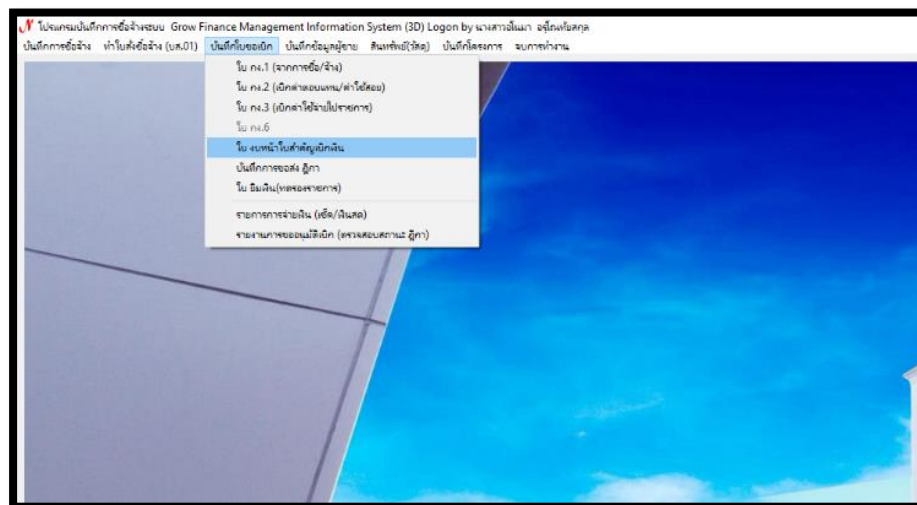 โปรแกรมบันทึกการซื้อจ้างระบบ Grow Finance Management Information System (3D) Logon by นางสาวอโนมา
บันทึกการซื้อจ้าง ทำใบสั่งซื้อจ้าง (บส.01) บันทึกใบขอเบิก บันทึกข้อมูลผู้ขาย สินทรัพย์(วัสดุ) บันทึกโครงการ จบการทำงาน
ใบ กง.1 (จากการซื้อ/จ้าง)
ใบ กง.2 (เบิกค่าตอบแทน/ค่าใช้สอย)
ใบ กง.3 (เบิกค่าใช้จ่ายไปราชการ)
ใบ กง.6
ใบ งบหน้าใบสำคัญเบิกเงิน
บันทึกการขอส่ง ฎีกา
ใบ ยืมเงิน(ทดรองราชการ)
รายการการจ่ายเงิน (เช็ค/เงินสด)
รายงานการขออนุมัติเบิก (ตรวจสอบสถานะ ฎีกา)